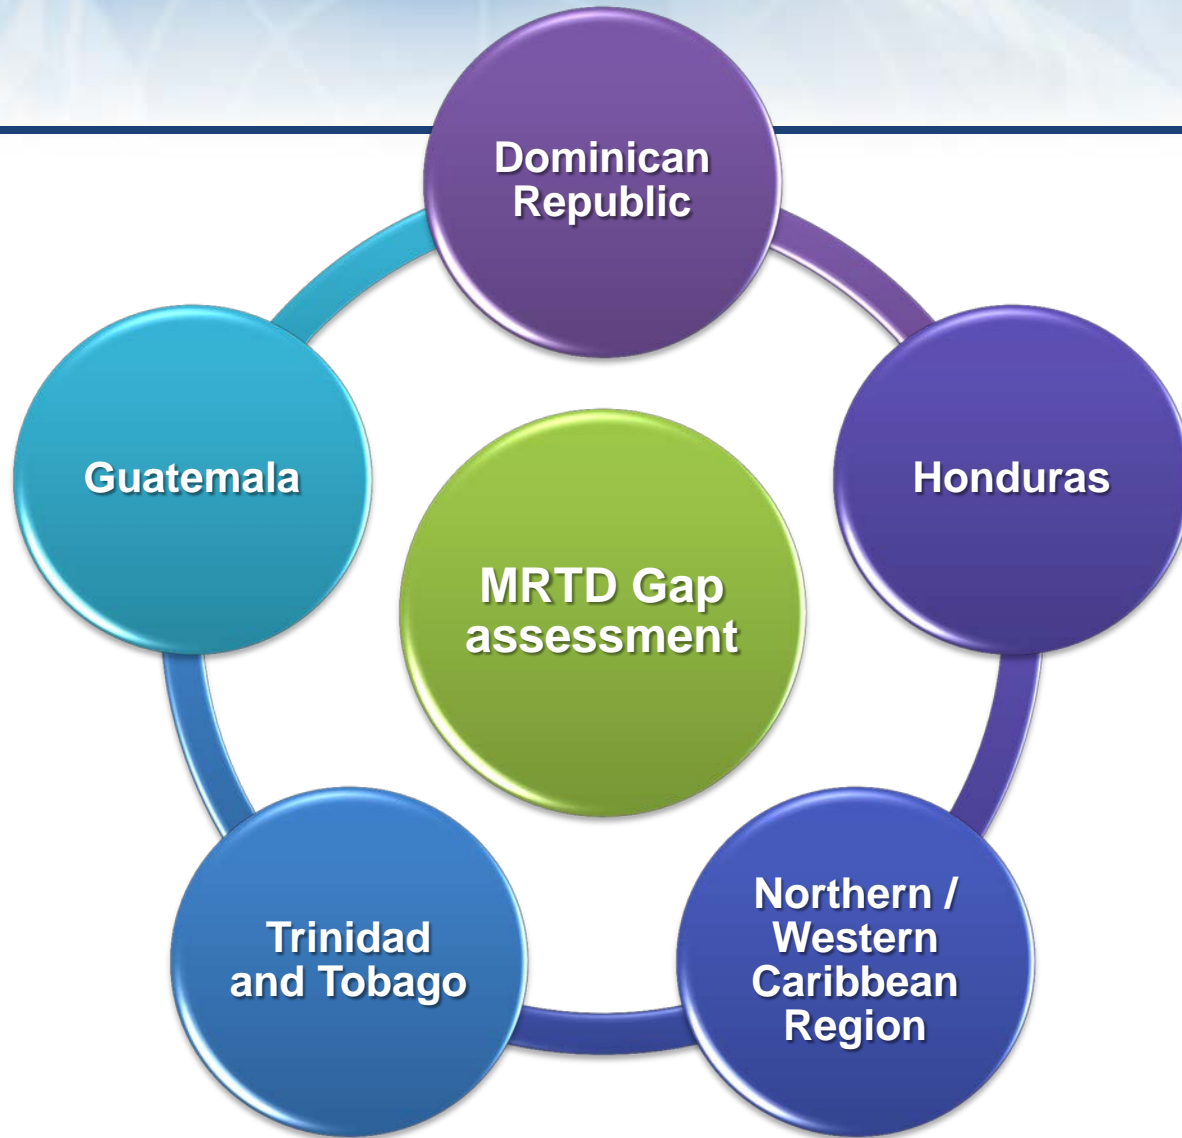 Dominican
Republic
Guatemala
Honduras
MRTD Gap
assessment
Trinidad
and Tobago
Northern /
Western
Caribbean
Region